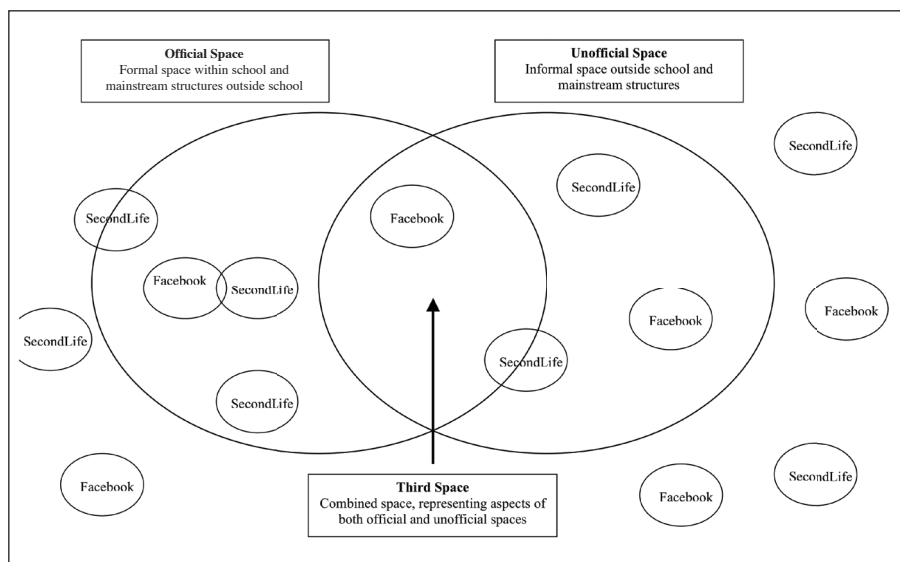 Official Space
Formal space within school and
mainstream structures outside school
Unofficial Space
Informal space outside school and
mainstream structures
SecondLife
SecondLife
Facebook
SecondLife
Facebook
SecondLife
SecondLife
Facebook
Facebook
SecondLife
SecondLife
SecondLife
Facebook
Facebook
SecondLife
Third Space
Combined space, representing aspects of
both official and unofficial spaces